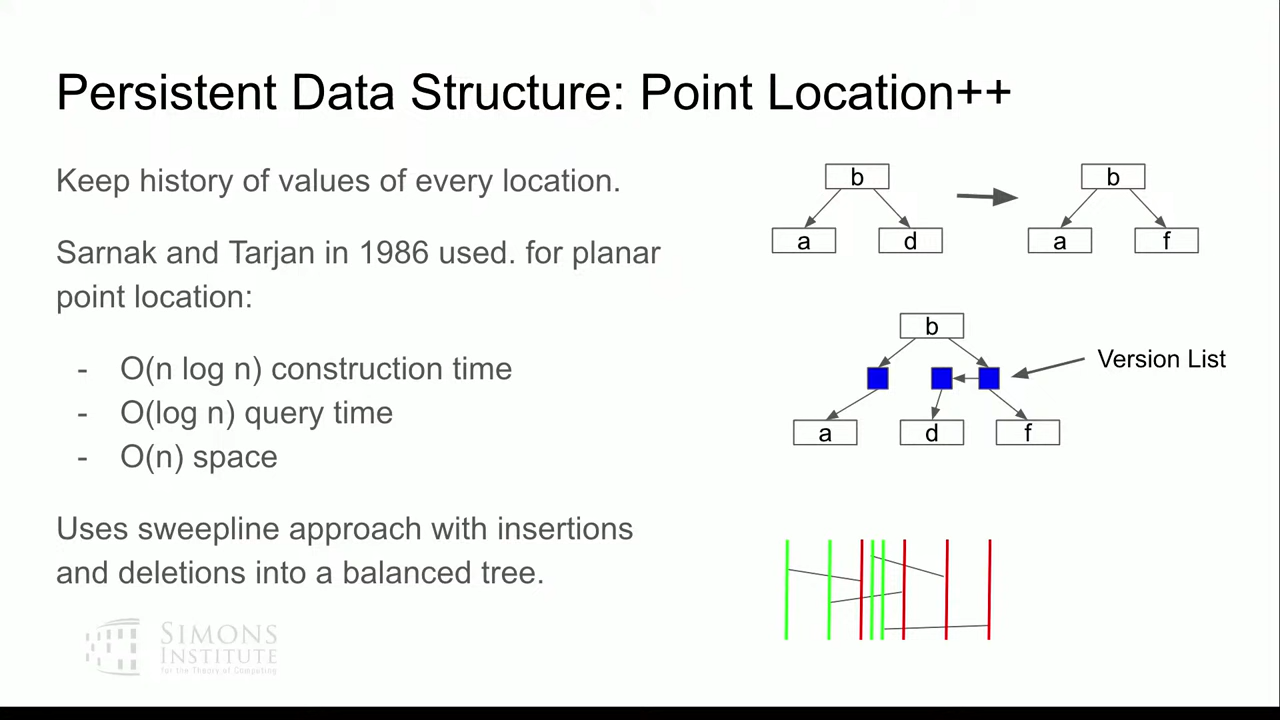 Persistent Data Structure: Point Location++
Keep history of values of every location.
Sarnak and Tarjan in 1986 used. for planar
point location:
- O(n log n) construction time
- O(log n) query time
- O(n) space
Uses sweepline approach with insertions
and deletions into a balanced tree.
b
a
d
b
a
f
b
Version List
a
d
f
SIMONS
INSTITUTE
for the Theory of Computing